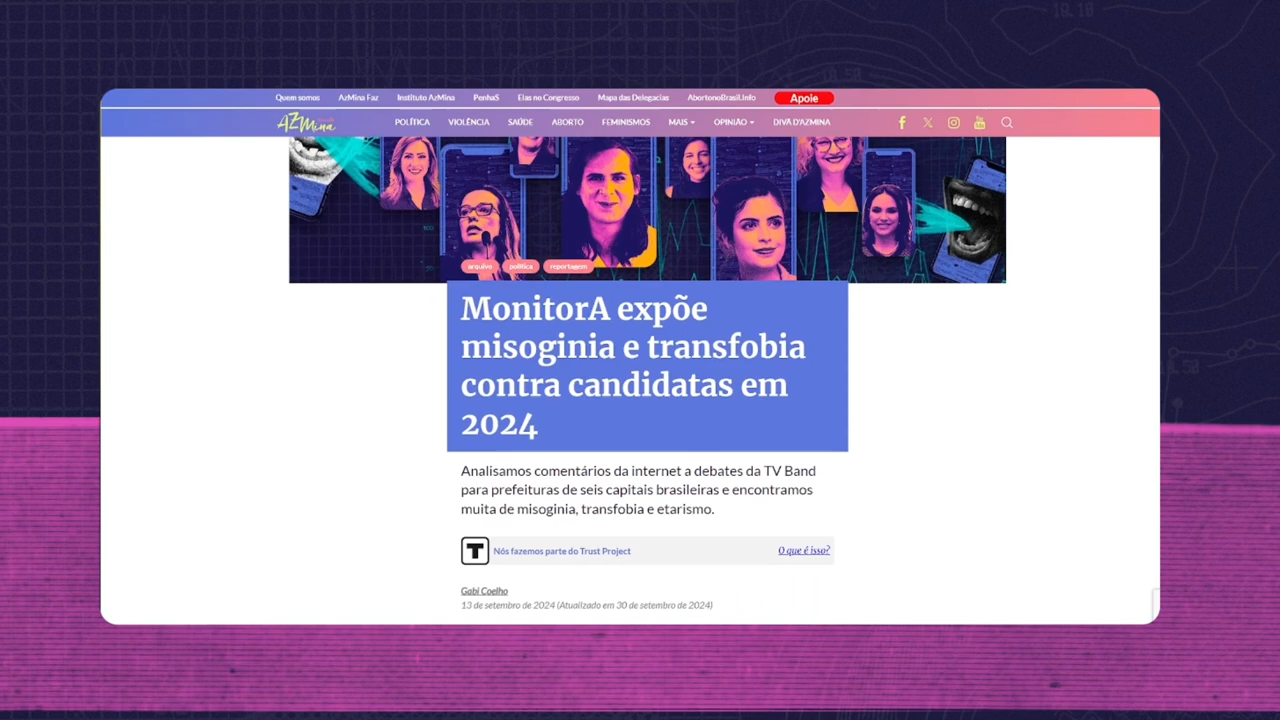 19.10
18.50
Quem somos AzMina Faz Instituto AzMina PenhaS Elas no Congresso Mapa das Delegacias AbortonoBrasil.Info Apoie
AZMina POLÍTICA VIOLÊNCIA SAÚDE ABORTO FEMINISMOS MAIS OPINIÃO DIVA D'AZMINA
arquivo política reportagem
MonitorA expõe
misoginia e transfobia
contra candidatas em
2024
Analisamos comentários da internet a debates da TV Band
para prefeituras de seis capitais brasileiras e encontramos
muita de misoginia, transfobia e etarismo.
T Nós fazemos parte do Trust Project O que é isso?
Gabi Coelho
13 de setembro de 2024 (Atualizado em 30 de setembro de 2024)